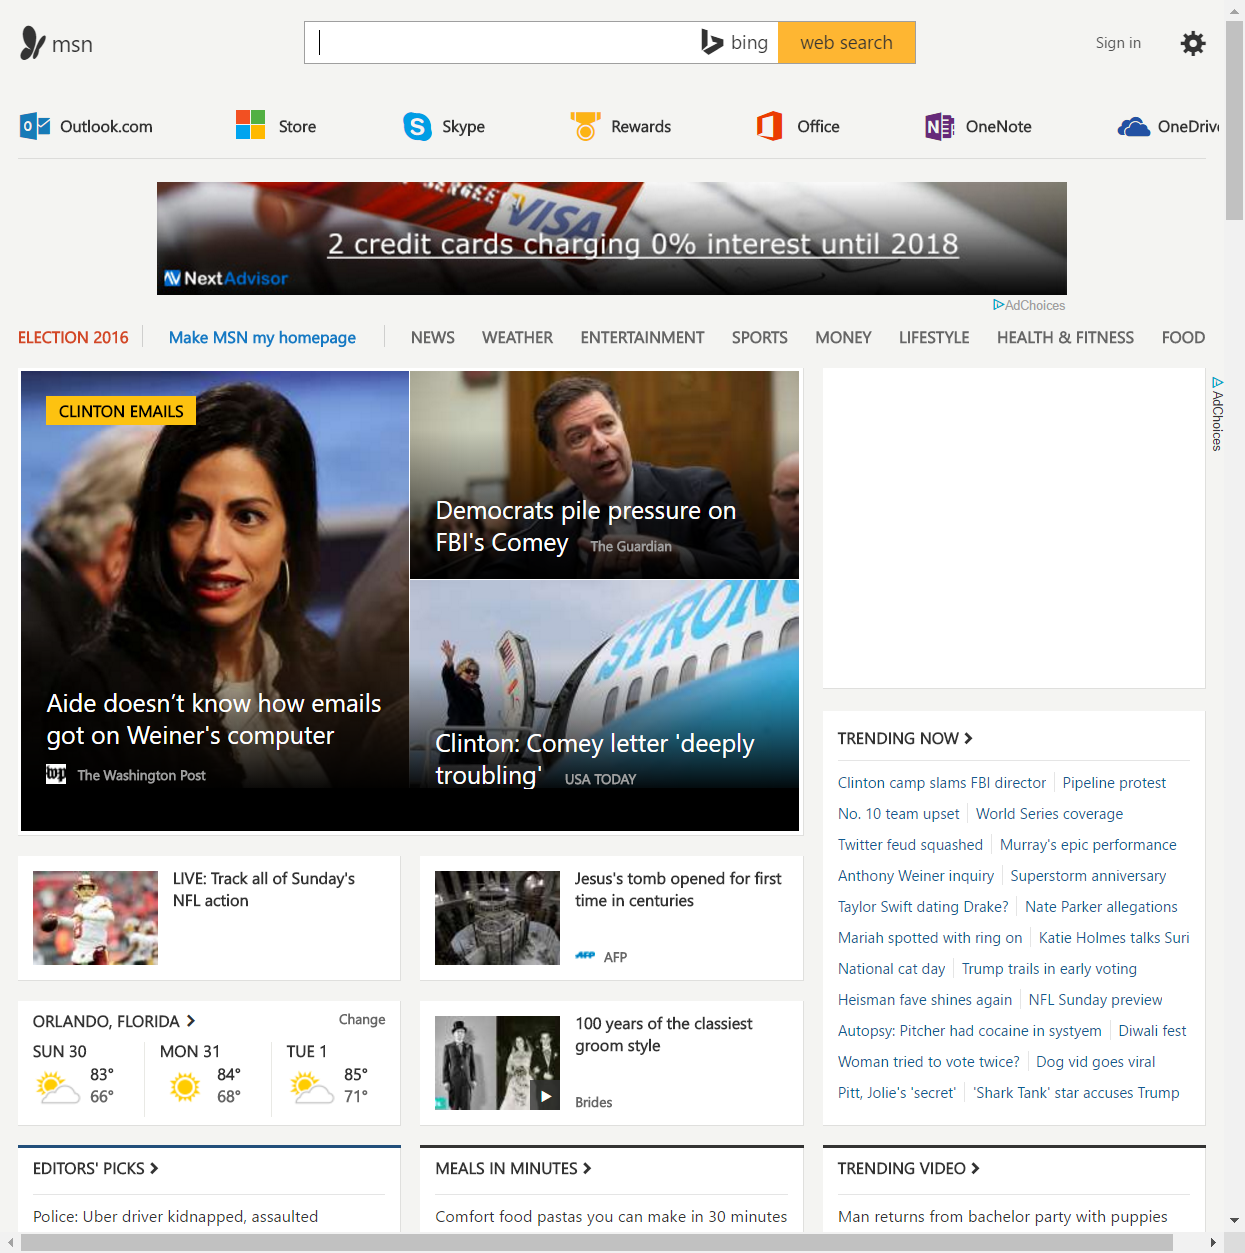 msn
bing
web search
Sign in
Outlook.com
Store
Skype
Rewards
Office
OneNote
OneDrive
VISA
2 credit cards charging 0% interest until 2018
NextAdvisor
AdChoices
ELECTION 2016
Make MSN my homepage
NEWS
WEATHER
ENTERTAINMENT
SPORTS
MONEY
LIFESTYLE
HEALTH & FITNESS
FOOD
CLINTON EMAILS
Aide doesn’t know how emails
got on Weiner's computer
wp The Washington Post
Democrats pile pressure on
FBI's Comey The Guardian
STRONG
Clinton: Comey letter 'deeply
troubling' USA TODAY
AdChoices
TRENDING NOW
Clinton camp slams FBI director
Pipeline protest
No. 10 team upset
World Series coverage
Twitter feud squashed
Murray's epic performance
Anthony Weiner inquiry
Superstorm anniversary
Taylor Swift dating Drake?
Nate Parker allegations
Mariah spotted with ring on
Katie Holmes talks Suri
National cat day
Trump trails in early voting
Heisman fave shines again
NFL Sunday preview
Autopsy: Pitcher had cocaine in systyem
Diwali fest
Woman tried to vote twice?
Dog vid goes viral
Pitt, Jolie's 'secret'
'Shark Tank' star accuses Trump
LIVE: Track all of Sunday's
NFL action
Jesus's tomb opened for first
time in centuries
AFP AFP
ORLANDO, FLORIDA
Change
SUN 30
83°
66°
MON 31
84°
68°
TUE 1
85°
71°
100 years of the classiest
groom style
Brides
EDITORS' PICKS
Police: Uber driver kidnapped, assaulted
MEALS IN MINUTES
Comfort food pastas you can make in 30 minutes
TRENDING VIDEO
Man returns from bachelor party with puppies